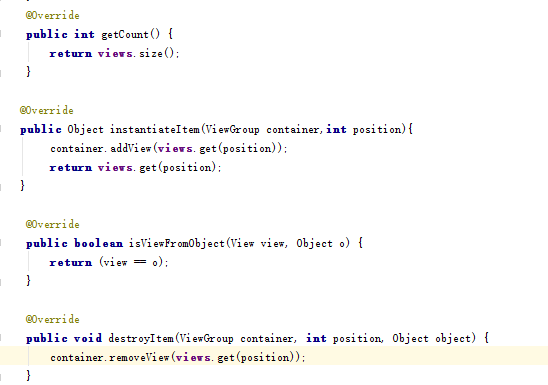 @Override
public int getCount() {
return views.size();
}
@Override
public Object instantiateItem(ViewGroup container,int position){
container.addView(views.get(position));
return views.get(position);
}
@Override
public boolean isViewFromObject(View view, Object o) {
return (view == o);
}
@Override
public void destroyItem(ViewGroup container, int position, Object object) {
container.removeView(views.get(position));
}